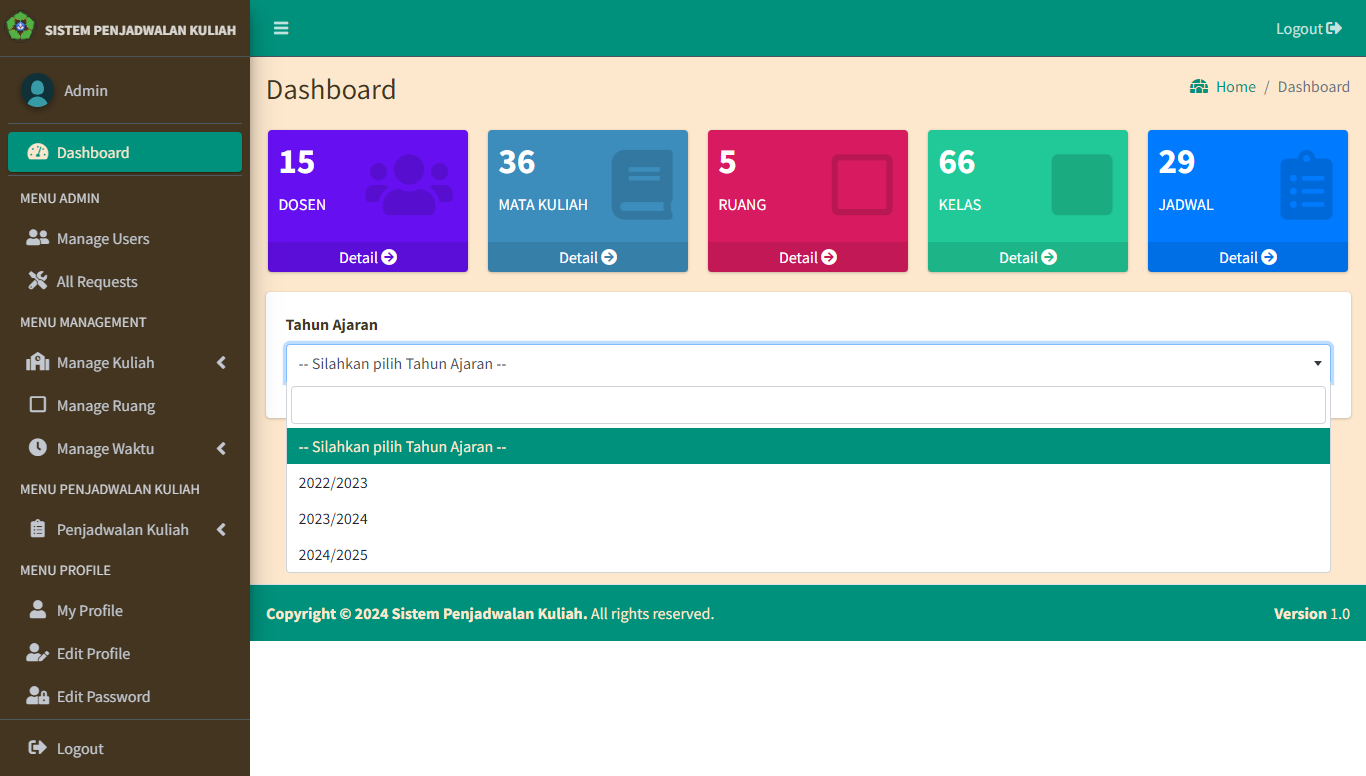 SISTEM PENJADWALAN KULIAH
Logout
Admin
Dashboard
MENU ADMIN
Manage Users
All Requests
MENU MANAGEMENT
Manage Kuliah
Manage Ruang
Manage Waktu
MENU PENJADWALAN KULIAH
Penjadwalan Kuliah
MENU PROFILE
My Profile
Edit Profile
Edit Password
Logout
Dashboard
Home / Dashboard
15
DOSEN
Detail
36
MATA KULIAH
Detail
5
RUANG
Detail
66
KELAS
Detail
29
JADWAL
Detail
Tahun Ajaran
-- Silahkan pilih Tahun Ajaran --
-- Silahkan pilih Tahun Ajaran --
2022/2023
2023/2024
2024/2025
Copyright © 2024 Sistem Penjadwalan Kuliah. All rights reserved.
Version 1.0